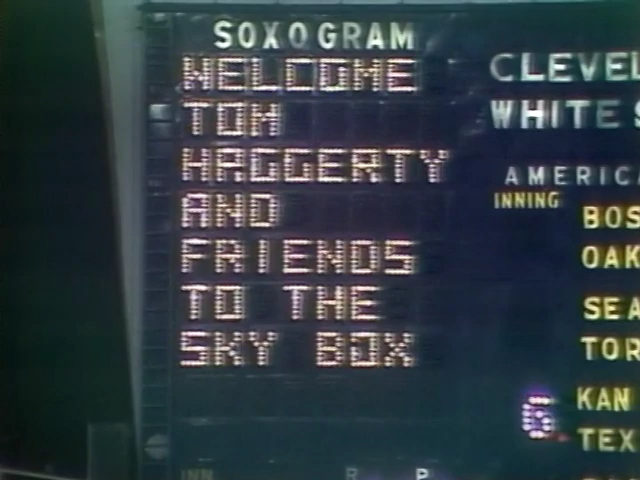 SOXOGRAM
WELCOME
TOM
HAGGERTY
AND
FRIENDS
TO THE
SKY BOX
CLEVEL
WHITE S
AMERICA
INNING
BOS
OAK
SEA
TOR
6
KAN
TEX
INN R